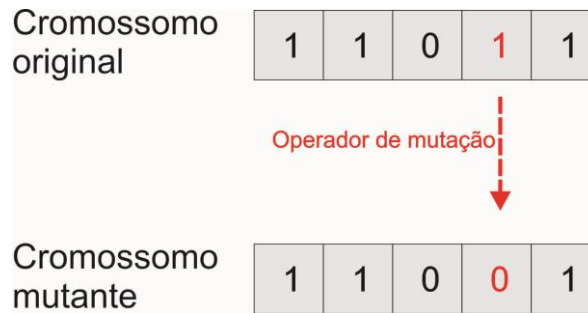 Cromossomo
original
1 1 0 1 1
Operador de mutação
Cromossomo
mutante
1 1 0 0 1